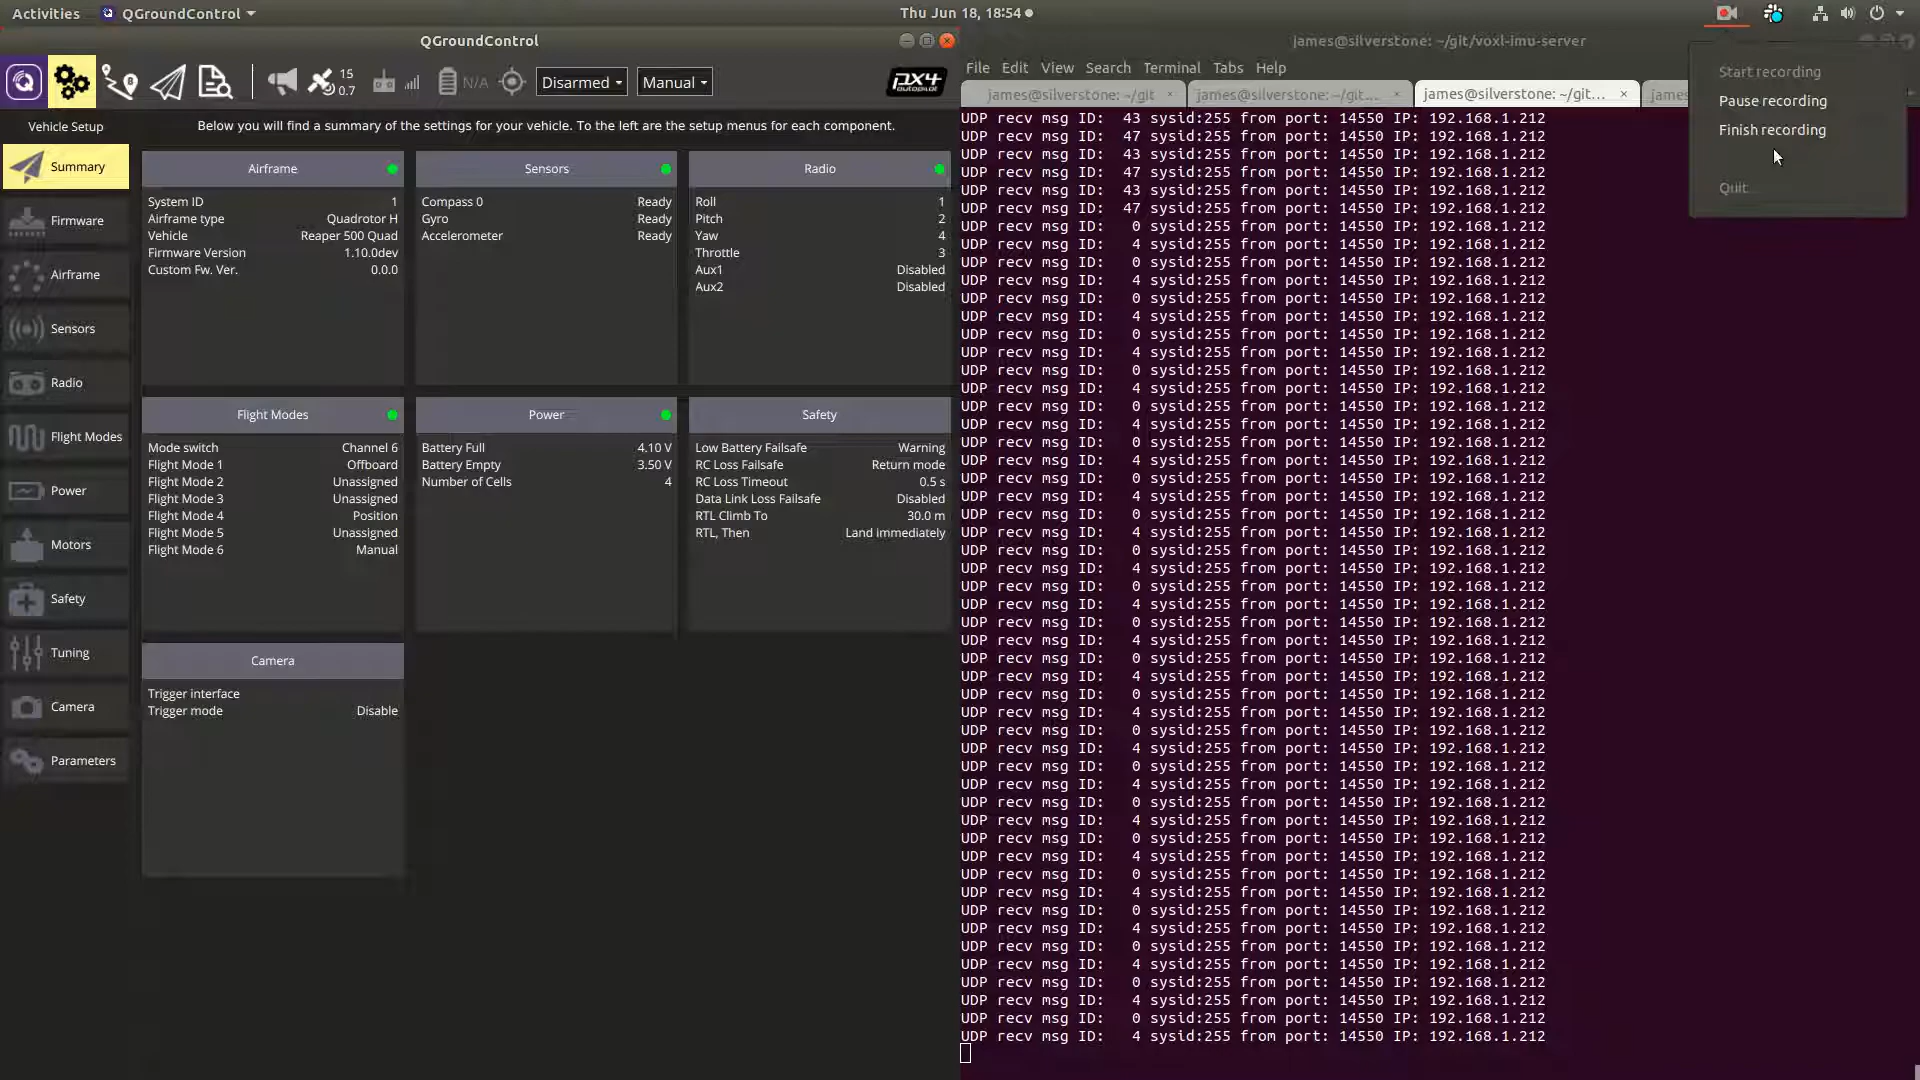 Activities
QGroundControl
Thu Jun 18, 18:54
QGroundControl
15
0.7
N/A
Disarmed
Manual
PX4
autopilot
Vehicle Setup
Below you will find a summary of the settings for your vehicle. To the left are the setup menus for each component.
Summary
Firmware
Airframe
Sensors
Radio
Flight Modes
Power
Motors
Safety
Tuning
Camera
Parameters
Airframe
System ID 1
Airframe type Quadrotor H
Vehicle Reaper 500 Quad
Firmware Version 1.10.0dev
Custom Fw. Ver. 0.0.0
Sensors
Compass 0 Ready
Gyro Ready
Accelerometer Ready
Radio
Roll 1
Pitch 2
Yaw 4
Throttle 3
Aux1 Disabled
Aux2 Disabled
Flight Modes
Mode switch Channel 6
Flight Mode 1 Offboard
Flight Mode 2 Unassigned
Flight Mode 3 Unassigned
Flight Mode 4 Position
Flight Mode 5 Unassigned
Flight Mode 6 Manual
Power
Battery Full 4.10 V
Battery Empty 3.50 V
Number of Cells 4
Safety
Low Battery Failsafe Warning
RC Loss Failsafe Return mode
RC Loss Timeout 0.5 s
Data Link Loss Failsafe Disabled
RTL Climb To 30.0 m
RTL, Then Land immediately
Camera
Trigger interface
Trigger mode Disable
james@silverstone: ~/git/voxl-imu-server
File Edit View Search Terminal Tabs Help
james@silverstone: ~/git
james@silverstone: ~/git...
james@silverstone: ~/git...
james
UDP recv msg ID: 43 sysid:255 from port: 14550 IP: 192.168.1.212
UDP recv msg ID: 47 sysid:255 from port: 14550 IP: 192.168.1.212
UDP recv msg ID: 43 sysid:255 from port: 14550 IP: 192.168.1.212
UDP recv msg ID: 47 sysid:255 from port: 14550 IP: 192.168.1.212
UDP recv msg ID: 43 sysid:255 from port: 14550 IP: 192.168.1.212
UDP recv msg ID: 47 sysid:255 from port: 14550 IP: 192.168.1.212
UDP recv msg ID: 0 sysid:255 from port: 14550 IP: 192.168.1.212
UDP recv msg ID: 4 sysid:255 from port: 14550 IP: 192.168.1.212
UDP recv msg ID: 0 sysid:255 from port: 14550 IP: 192.168.1.212
UDP recv msg ID: 4 sysid:255 from port: 14550 IP: 192.168.1.212
UDP recv msg ID: 0 sysid:255 from port: 14550 IP: 192.168.1.212
UDP recv msg ID: 4 sysid:255 from port: 14550 IP: 192.168.1.212
UDP recv msg ID: 0 sysid:255 from port: 14550 IP: 192.168.1.212
UDP recv msg ID: 4 sysid:255 from port: 14550 IP: 192.168.1.212
UDP recv msg ID: 0 sysid:255 from port: 14550 IP: 192.168.1.212
UDP recv msg ID: 4 sysid:255 from port: 14550 IP: 192.168.1.212
UDP recv msg ID: 0 sysid:255 from port: 14550 IP: 192.168.1.212
UDP recv msg ID: 4 sysid:255 from port: 14550 IP: 192.168.1.212
UDP recv msg ID: 0 sysid:255 from port: 14550 IP: 192.168.1.212
UDP recv msg ID: 4 sysid:255 from port: 14550 IP: 192.168.1.212
UDP recv msg ID: 0 sysid:255 from port: 14550 IP: 192.168.1.212
UDP recv msg ID: 4 sysid:255 from port: 14550 IP: 192.168.1.212
UDP recv msg ID: 0 sysid:255 from port: 14550 IP: 192.168.1.212
UDP recv msg ID: 4 sysid:255 from port: 14550 IP: 192.168.1.212
UDP recv msg ID: 0 sysid:255 from port: 14550 IP: 192.168.1.212
UDP recv msg ID: 4 sysid:255 from port: 14550 IP: 192.168.1.212
UDP recv msg ID: 0 sysid:255 from port: 14550 IP: 192.168.1.212
UDP recv msg ID: 4 sysid:255 from port: 14550 IP: 192.168.1.212
UDP recv msg ID: 0 sysid:255 from port: 14550 IP: 192.168.1.212
UDP recv msg ID: 4 sysid:255 from port: 14550 IP: 192.168.1.212
UDP recv msg ID: 0 sysid:255 from port: 14550 IP: 192.168.1.212
UDP recv msg ID: 4 sysid:255 from port: 14550 IP: 192.168.1.212
UDP recv msg ID: 0 sysid:255 from port: 14550 IP: 192.168.1.212
UDP recv msg ID: 4 sysid:255 from port: 14550 IP: 192.168.1.212
UDP recv msg ID: 0 sysid:255 from port: 14550 IP: 192.168.1.212
UDP recv msg ID: 4 sysid:255 from port: 14550 IP: 192.168.1.212
UDP recv msg ID: 0 sysid:255 from port: 14550 IP: 192.168.1.212
UDP recv msg ID: 4 sysid:255 from port: 14550 IP: 192.168.1.212
UDP recv msg ID: 4 sysid:255 from port: 14550 IP: 192.168.1.212
UDP recv msg ID: 0 sysid:255 from port: 14550 IP: 192.168.1.212
UDP recv msg ID: 4 sysid:255 from port: 14550 IP: 192.168.1.212
UDP recv msg ID: 0 sysid:255 from port: 14550 IP: 192.168.1.212
UDP recv msg ID: 4 sysid:255 from port: 14550 IP: 192.168.1.212
UDP recv msg ID: 0 sysid:255 from port: 14550 IP: 192.168.1.212
UDP recv msg ID: 4 sysid:255 from port: 14550 IP: 192.168.1.212
UDP recv msg ID: 0 sysid:255 from port: 14550 IP: 192.168.1.212
UDP recv msg ID: 4 sysid:255 from port: 14550 IP: 192.168.1.212
UDP recv msg ID: 0 sysid:255 from port: 14550 IP: 192.168.1.212
UDP recv msg ID: 4 sysid:255 from port: 14550 IP: 192.168.1.212
UDP recv msg ID: 0 sysid:255 from port: 14550 IP: 192.168.1.212
UDP recv msg ID: 4 sysid:255 from port: 14550 IP: 192.168.1.212
Start recording
Pause recording
Finish recording
Quit